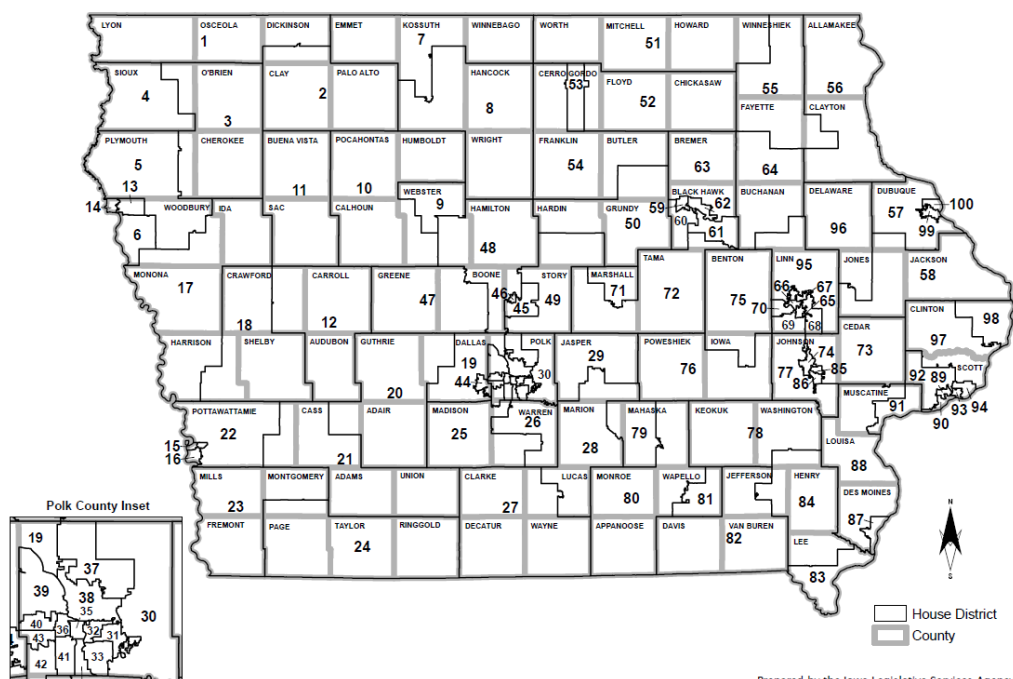 LYON OSCEOLA DICKINSON EMMET KOSSUTH WINNEBAGO WORTH MITCHELL HOWARD WINNESHIEK ALLAMAKEE
1 7 51
SIOUX O'BRIEN CLAY PALO ALTO HANCOCK CERRO GORDO FLOYD CHICKASAW
4 3 2 8 53 52 55 56
FAYETTE CLAYTON
PLYMOUTH CHEROKEE BUENA VISTA POCAHONTAS HUMBOLDT WRIGHT FRANKLIN BUTLER BREMER
5 11 10 54 63 64
13 14 WOODBURY IDA SAC CALHOUN WEBSTER HAMILTON HARDIN GRUNDY BLACK HAWK BUCHANAN DELAWARE DUBUQUE
6 9 48 50 59 60 62 61 96 57 100 99
MONONA CRAWFORD CARROLL GREENE BOONE STORY MARSHALL TAMA BENTON LINN JONES JACKSON
17 18 12 47 46 45 49 71 72 75 95 66 67 65 70 69 68 58
CLINTON
97 98
HARRISON SHELBY AUDUBON GUTHRIE DALLAS POLK JASPER POWESHIEK IOWA JOHNSON CEDAR SCOTT
20 19 44 30 29 76 77 74 85 86 73 92 89 93 94 90
MUSCATINE
91
POTTAWATTAMIE CASS ADAIR MADISON WARREN MARION MAHASKA KEOKUK WASHINGTON LOUISA
15 16 22 21 25 26 28 79 78 88
MILLS MONTGOMERY ADAMS UNION CLARKE LUCAS MONROE WAPELLO JEFFERSON HENRY DES MOINES
23 27 80 81 84 87
FREMONT PAGE TAYLOR RINGGOLD DECATUR WAYNE APPANOOSE DAVIS VAN BUREN LEE
24 82 83
Polk County Inset
19 37
39 38 30
35
40 36 32 31
43
42 41 33
N
S
House District
County
Prepared by the Iowa Legislative Services Agency